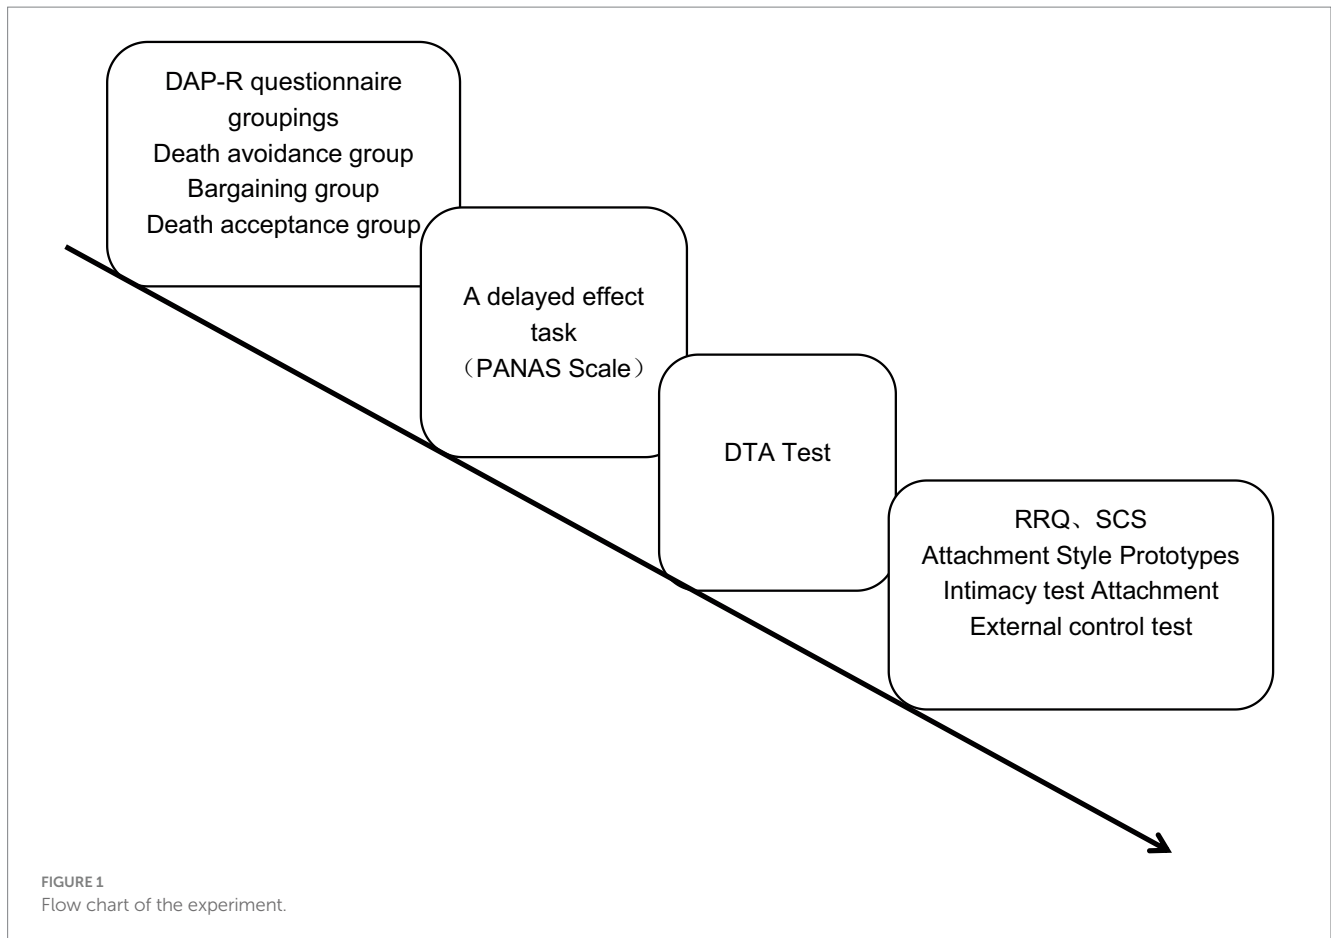 DAP-R questionnaire
groupings
Death avoidance group
Bargaining group
Death acceptance group
A delayed effect
task
（PANAS Scale）
DTA Test
RRQ、SCS
Attachment Style Prototypes
Intimacy test Attachment
External control test
FIGURE 1
Flow chart of the experiment.